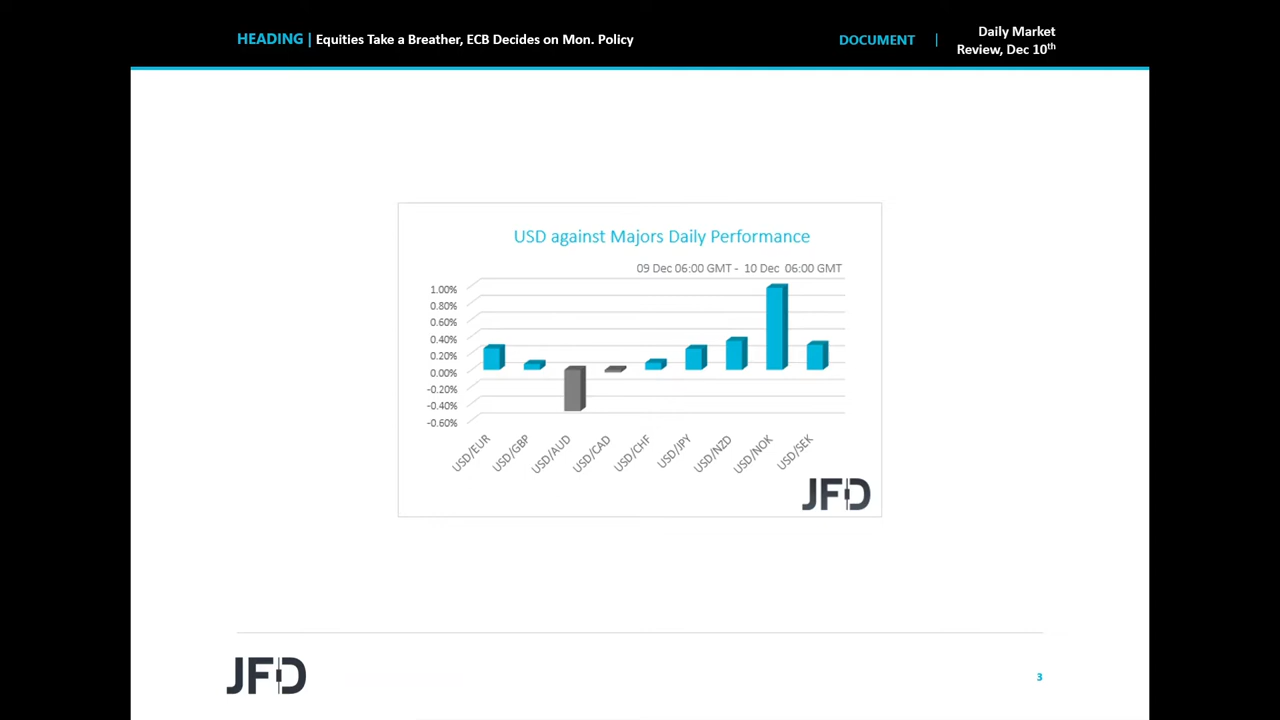 HEADING | Equities Take a Breather, ECB Decides on Mon. Policy
DOCUMENT | Daily Market
Review, Dec 10th
USD against Majors Daily Performance
09 Dec 06:00 GMT - 10 Dec 06:00 GMT
1.00%
0.80%
0.60%
0.40%
0.20%
0.00%
-0.20%
-0.40%
-0.60%
USD/EUR
USD/GBP
USD/AUD
USD/CAD
USD/CHF
USD/JPY
USD/NZD
USD/NOK
USD/SEK
JFD
JFD
3